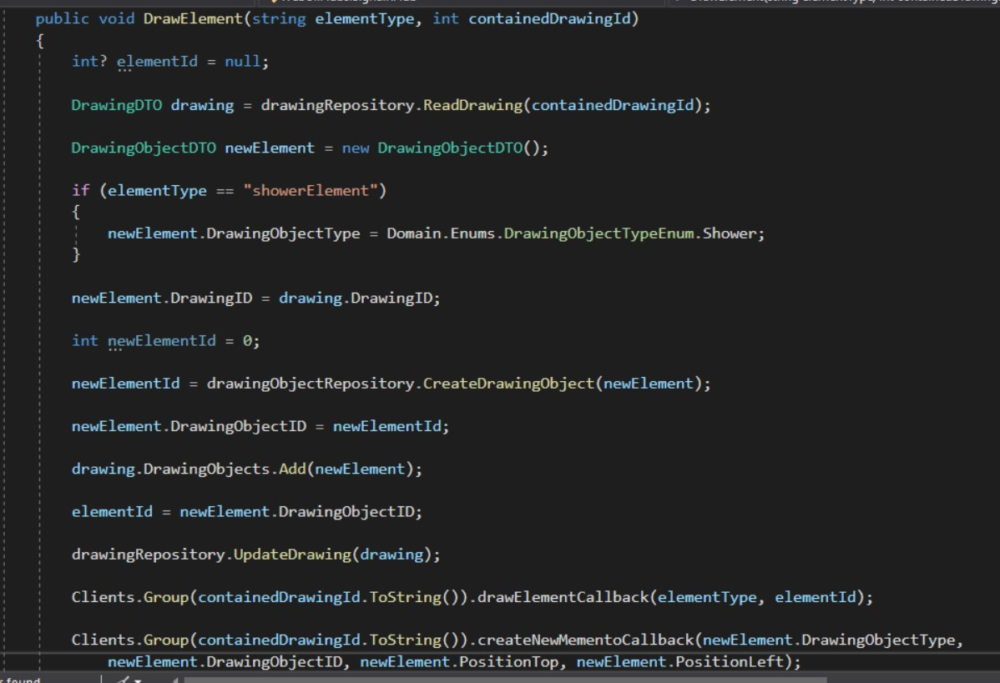 public void DrawElement(string elementType, int containedDrawingId)
{
int? elementId = null;
DrawingDTO drawing = drawingRepository.ReadDrawing(containedDrawingId);
DrawingObjectDTO newElement = new DrawingObjectDTO();
if (elementType == "showerElement")
{
newElement.DrawingObjectType = Domain.Enums.DrawingObjectTypeEnum.Shower;
}
newElement.DrawingID = drawing.DrawingID;
int newElementId = 0;
newElementId = drawingObjectRepository.CreateDrawingObject(newElement);
newElement.DrawingObjectID = newElementId;
drawing.DrawingObjects.Add(newElement);
elementId = newElement.DrawingObjectID;
drawingRepository.UpdateDrawing(drawing);
Clients.Group(containedDrawingId.ToString()).drawElementCallback(elementType, elementId);
Clients.Group(containedDrawingId.ToString()).createNewMementoCallback(newElement.DrawingObjectType,
newElement.DrawingObjectID, newElement.PositionTop, newElement.PositionLeft);